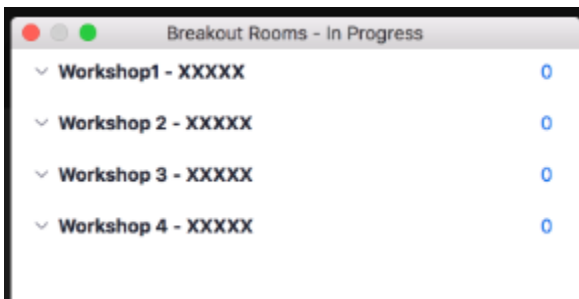 Breakout Rooms - In Progress
Workshop1 - XXXXX 0
Workshop 2 - XXXXX 0
Workshop 3 - XXXXX 0
Workshop 4 - XXXXX 0